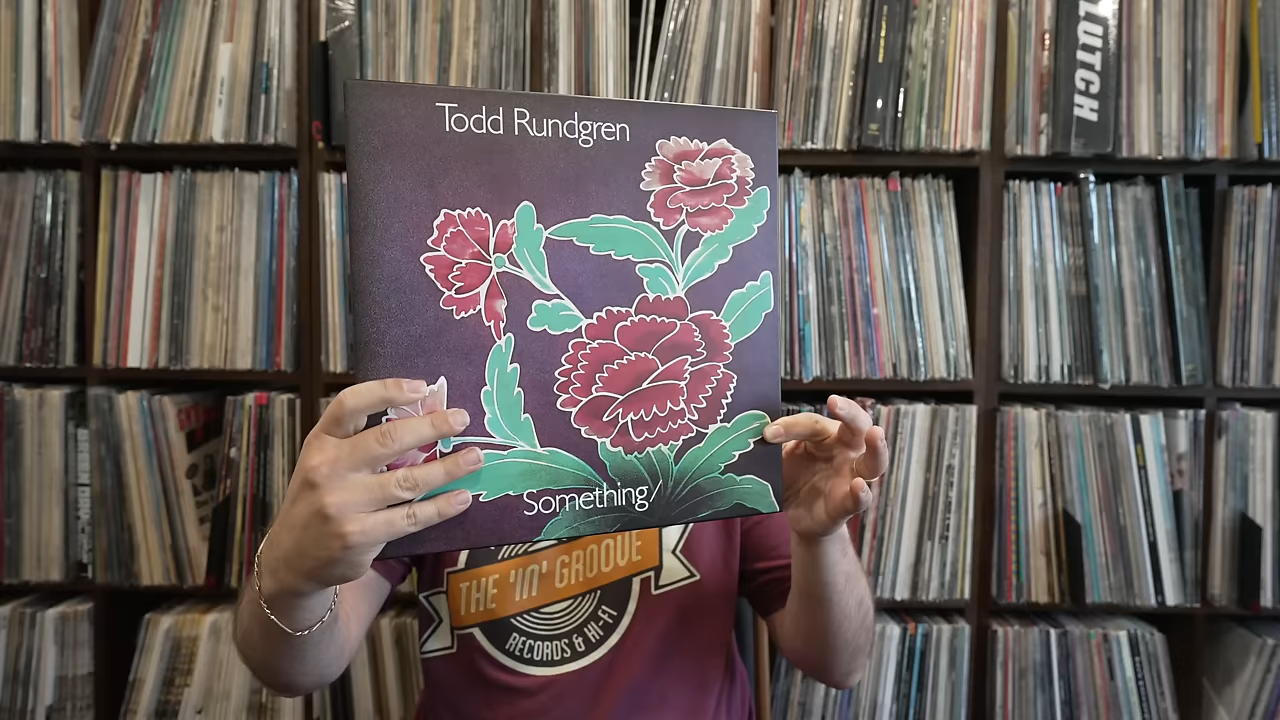 CLUTCH
Todd Rundgren
Something/
THE 'IN' GROOVE
RECORDS & HI-FI